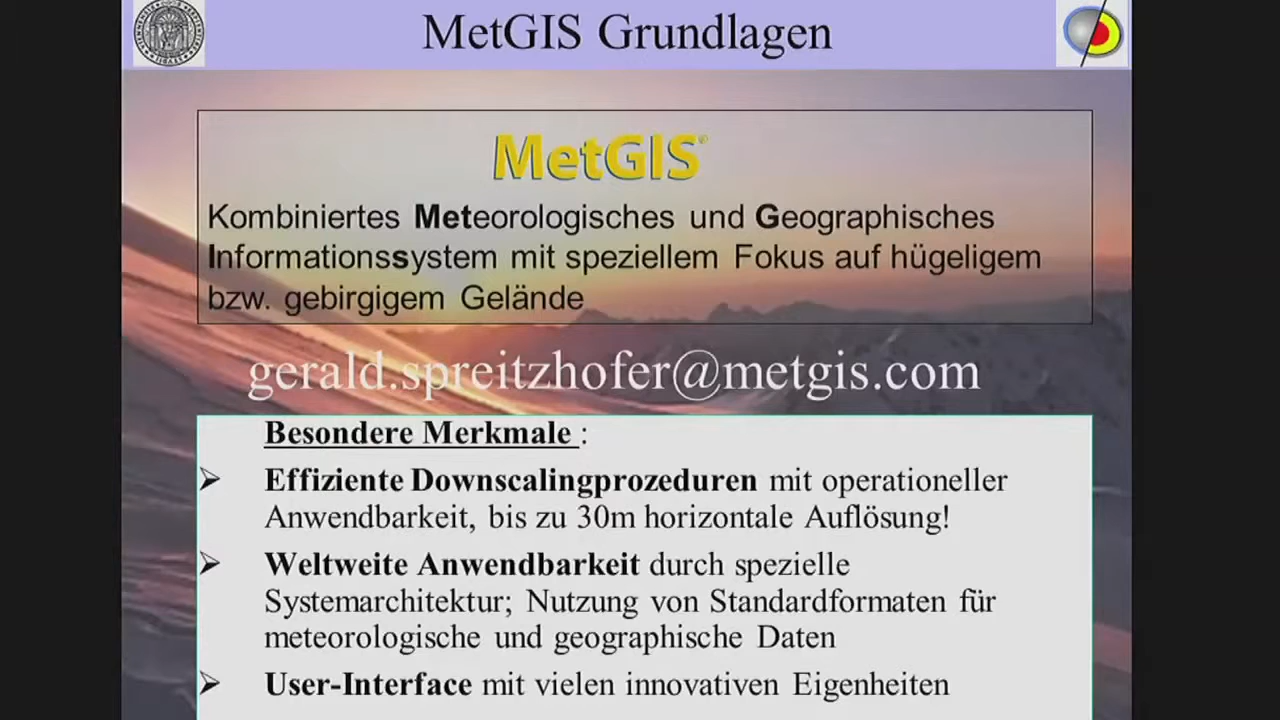 MetGIS Grundlagen
MetGIS®
Kombiniertes Meteorologisches und Geographisches
Informationssystem mit speziellem Fokus auf hügeligem
bzw. gebirgigem Gelände
gerald.spreitzhofer@metgis.com
Besondere Merkmale :
➢ Effiziente Downscalingprozeduren mit operationeller
Anwendbarkeit, bis zu 30m horizontale Auflösung!
➢ Weltweite Anwendbarkeit durch spezielle
Systemarchitektur; Nutzung von Standardformaten für
meteorologische und geographische Daten
➢ User-Interface mit vielen innovativen Eigenheiten